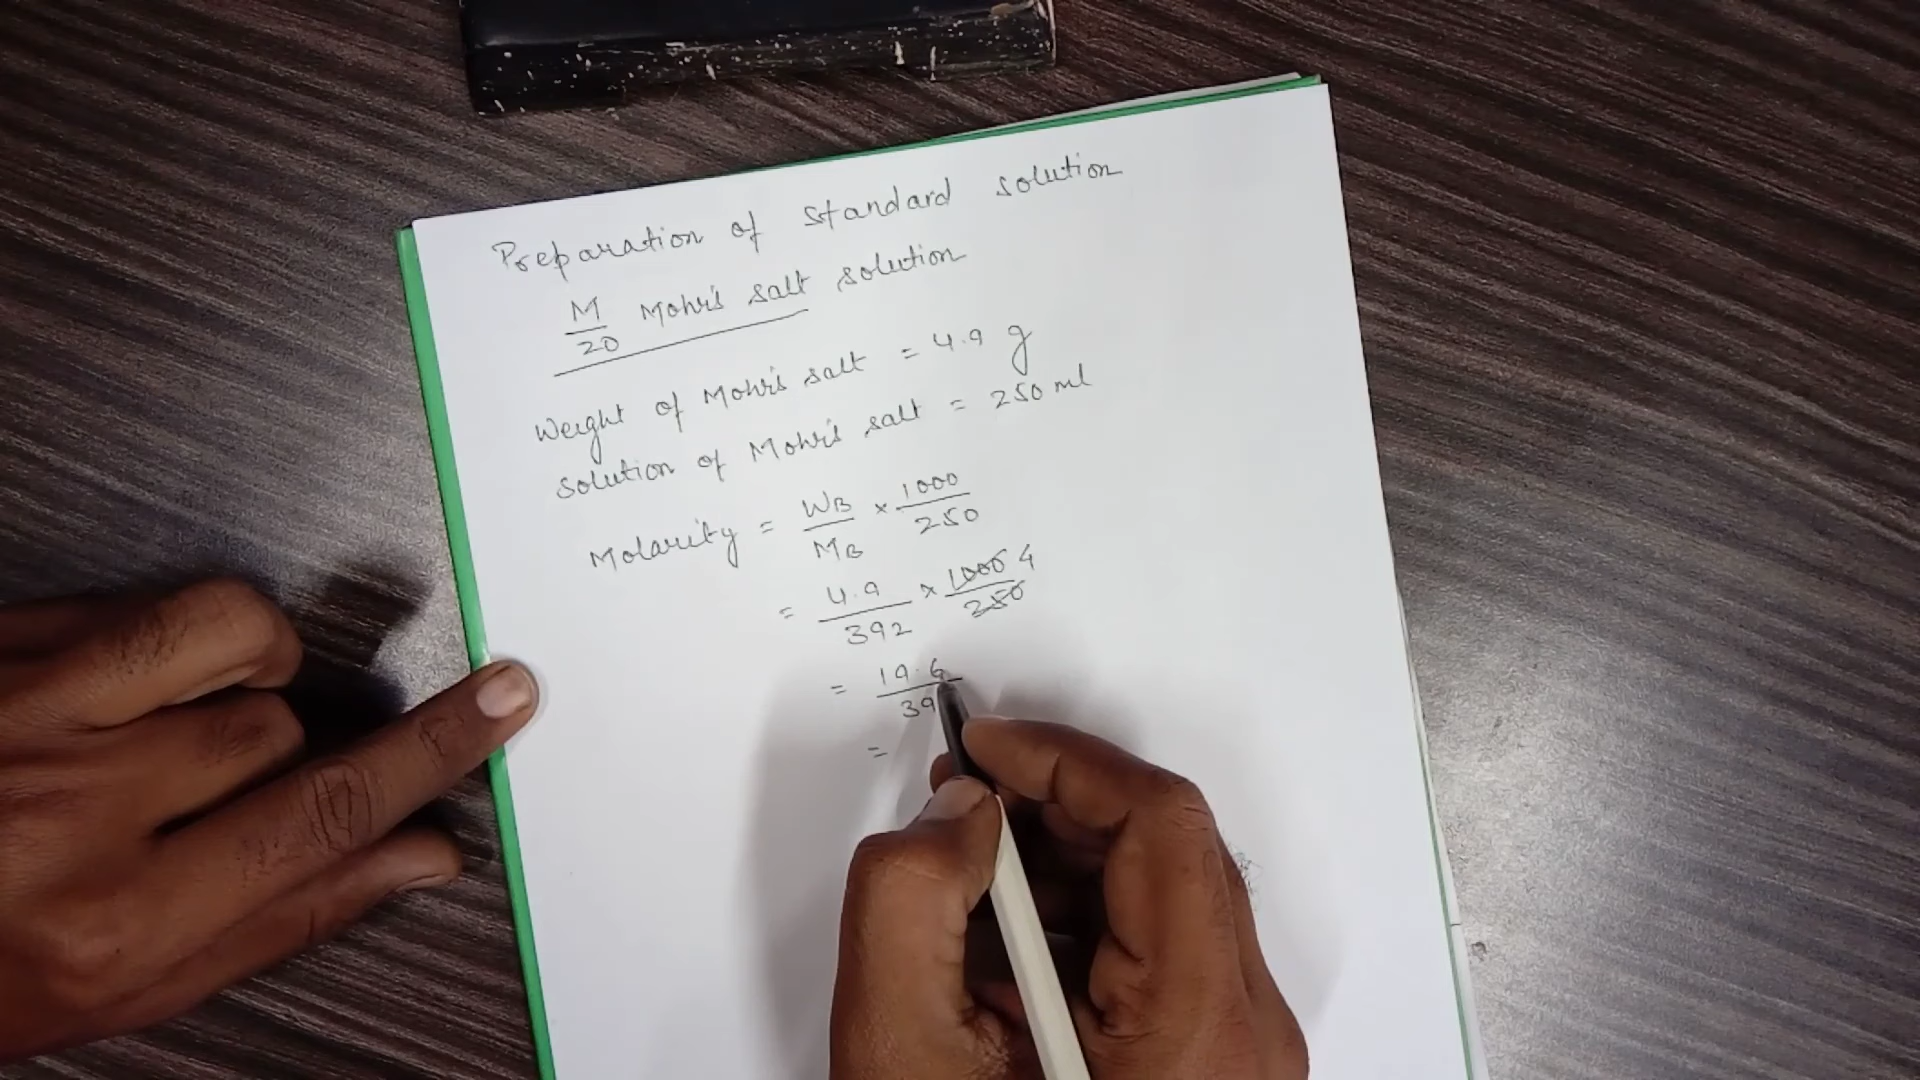 Preparation of standard solution
M/20 Mohr's salt solution
Weight of Mohr's salt = 4.9 g
solution of Mohr's salt = 250 ml
Molarity = WB/MB × 1000/250
= 4.9/392 × 1000/250 4
= 19.6/39
=